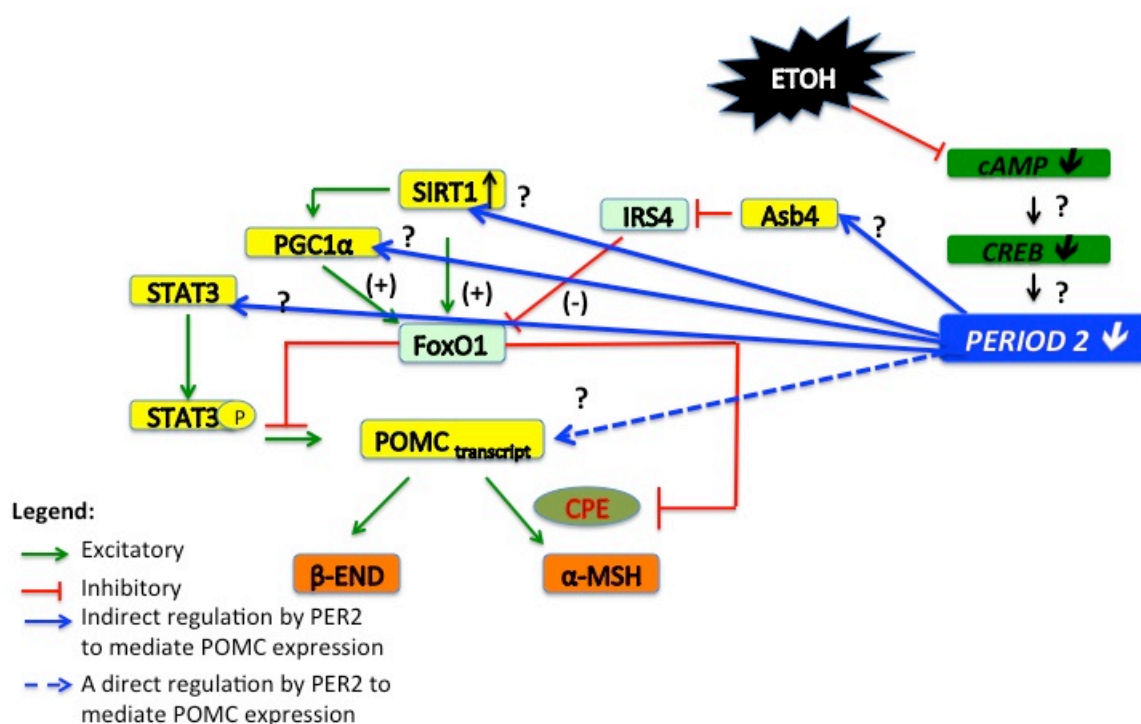 ETOH
cAMP
?
CREB
?
PERIOD 2
SIRT1
?
IRS4
Asb4
?
PGC1α
?
STAT3
?
(+)
(+)
(-)
FoxO1
STAT3
P
?
POMC transcript
CPE
β-END
α-MSH
Legend:
Excitatory
Inhibitory
Indirect regulation by PER2
to mediate POMC expression
A direct regulation by PER2 to
mediate POMC expression